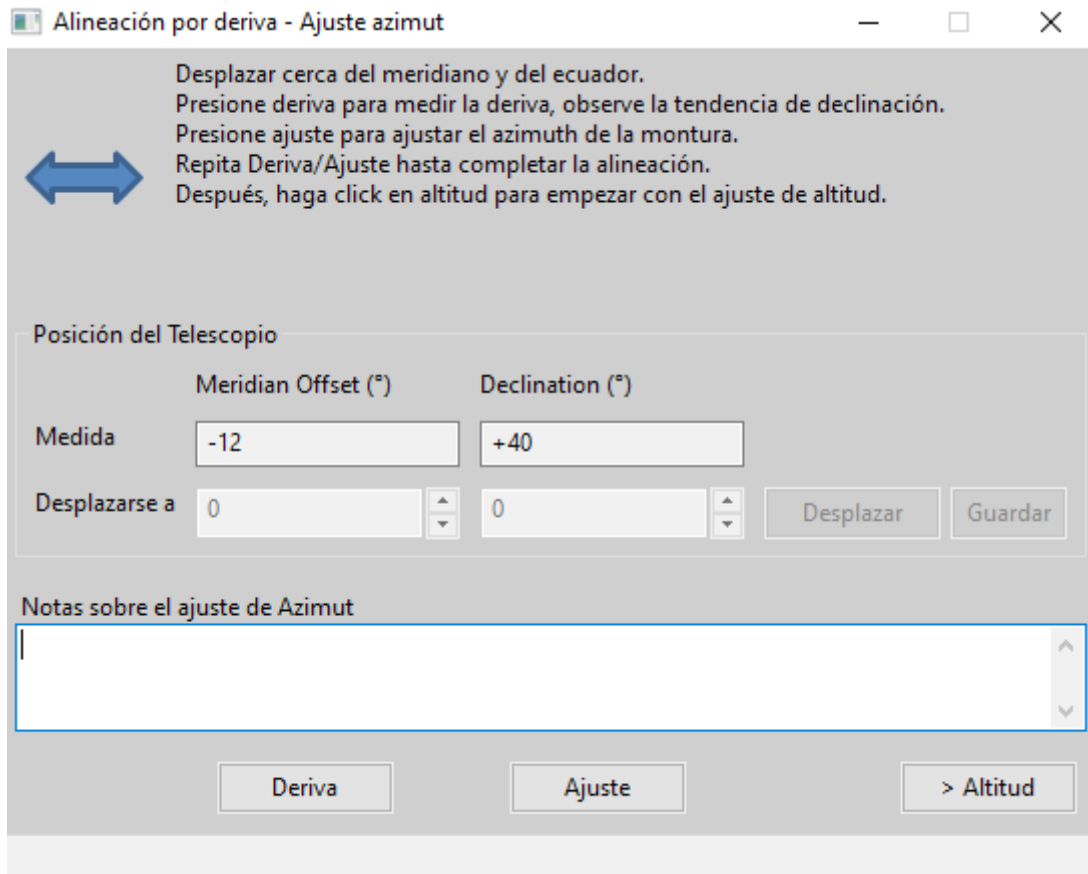 Alineación por deriva - Ajuste azimut
Desplazar cerca del meridiano y del ecuador.
Presione deriva para medir la deriva, observe la tendencia de declinación.
Presione ajuste para ajustar el azimuth de la montura.
Repita Deriva/Ajuste hasta completar la alineación.
Después, haga click en altitud para empezar con el ajuste de altitud.
Posición del Telescopio
Meridian Offset (°) Declination (°)
Medida -12 +40
Desplazarse a 0 0 Desplazar Guardar
Notas sobre el ajuste de Azimut
Deriva Ajuste > Altitud